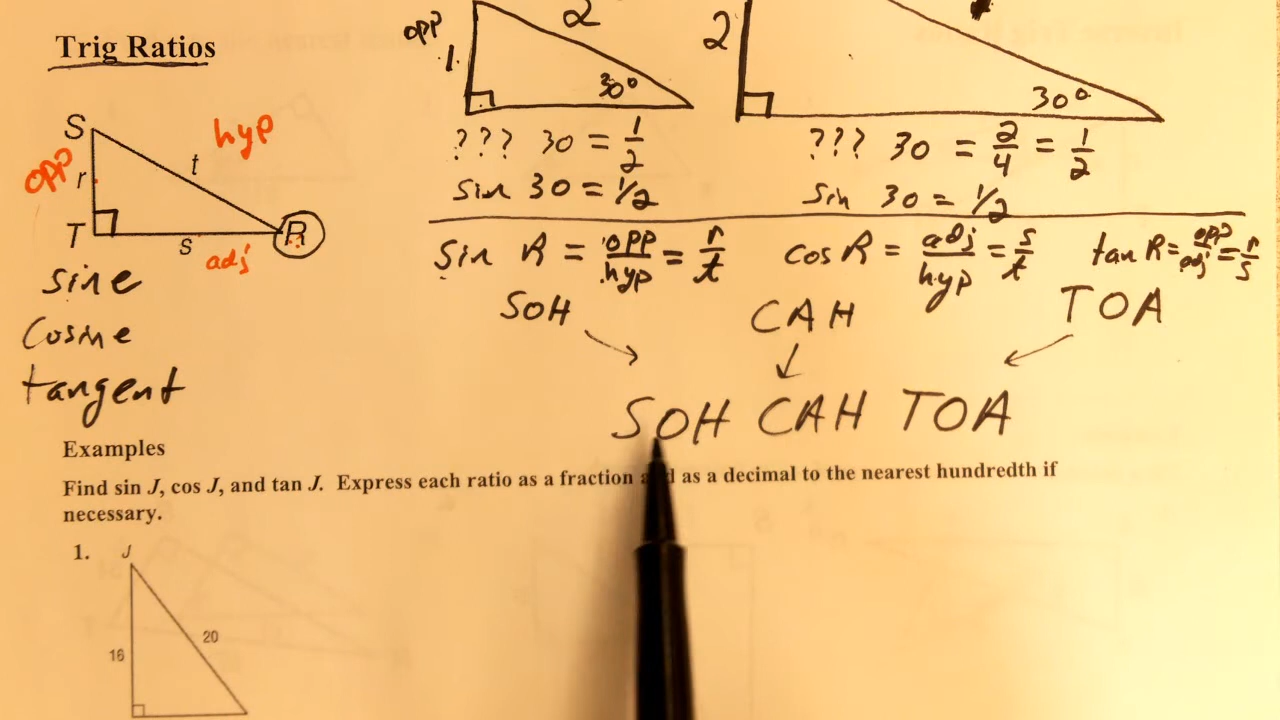 Trig Ratios
opp
1
2
30°
2
30°
S
hyp
t
opp
r
T
R
s
adj
??? 30 = 1/2
sin 30 = 1/2
??? 30 = 2/4 = 1/2
sin 30 = 1/2
sin R = opp/hyp = r/t
cos R = adj/hyp = s/t
tan R = opp/adj = r/s
sine
cosine
tangent
SOH
CAH
TOA
SOH CAH TOA
Examples
Find sin J, cos J, and tan J. Express each ratio as a fraction and as a decimal to the nearest hundredth if
necessary.
1.
J
20
16